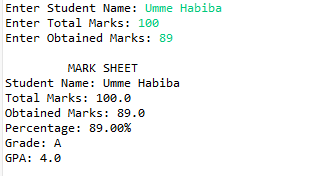 Enter Student Name: Umme Habiba
Enter Total Marks: 100
Enter Obtained Marks: 89
MARK SHEET
Student Name: Umme Habiba
Total Marks: 100.0
Obtained Marks: 89.0
Percentage: 89.00%
Grade: A
GPA: 4.0